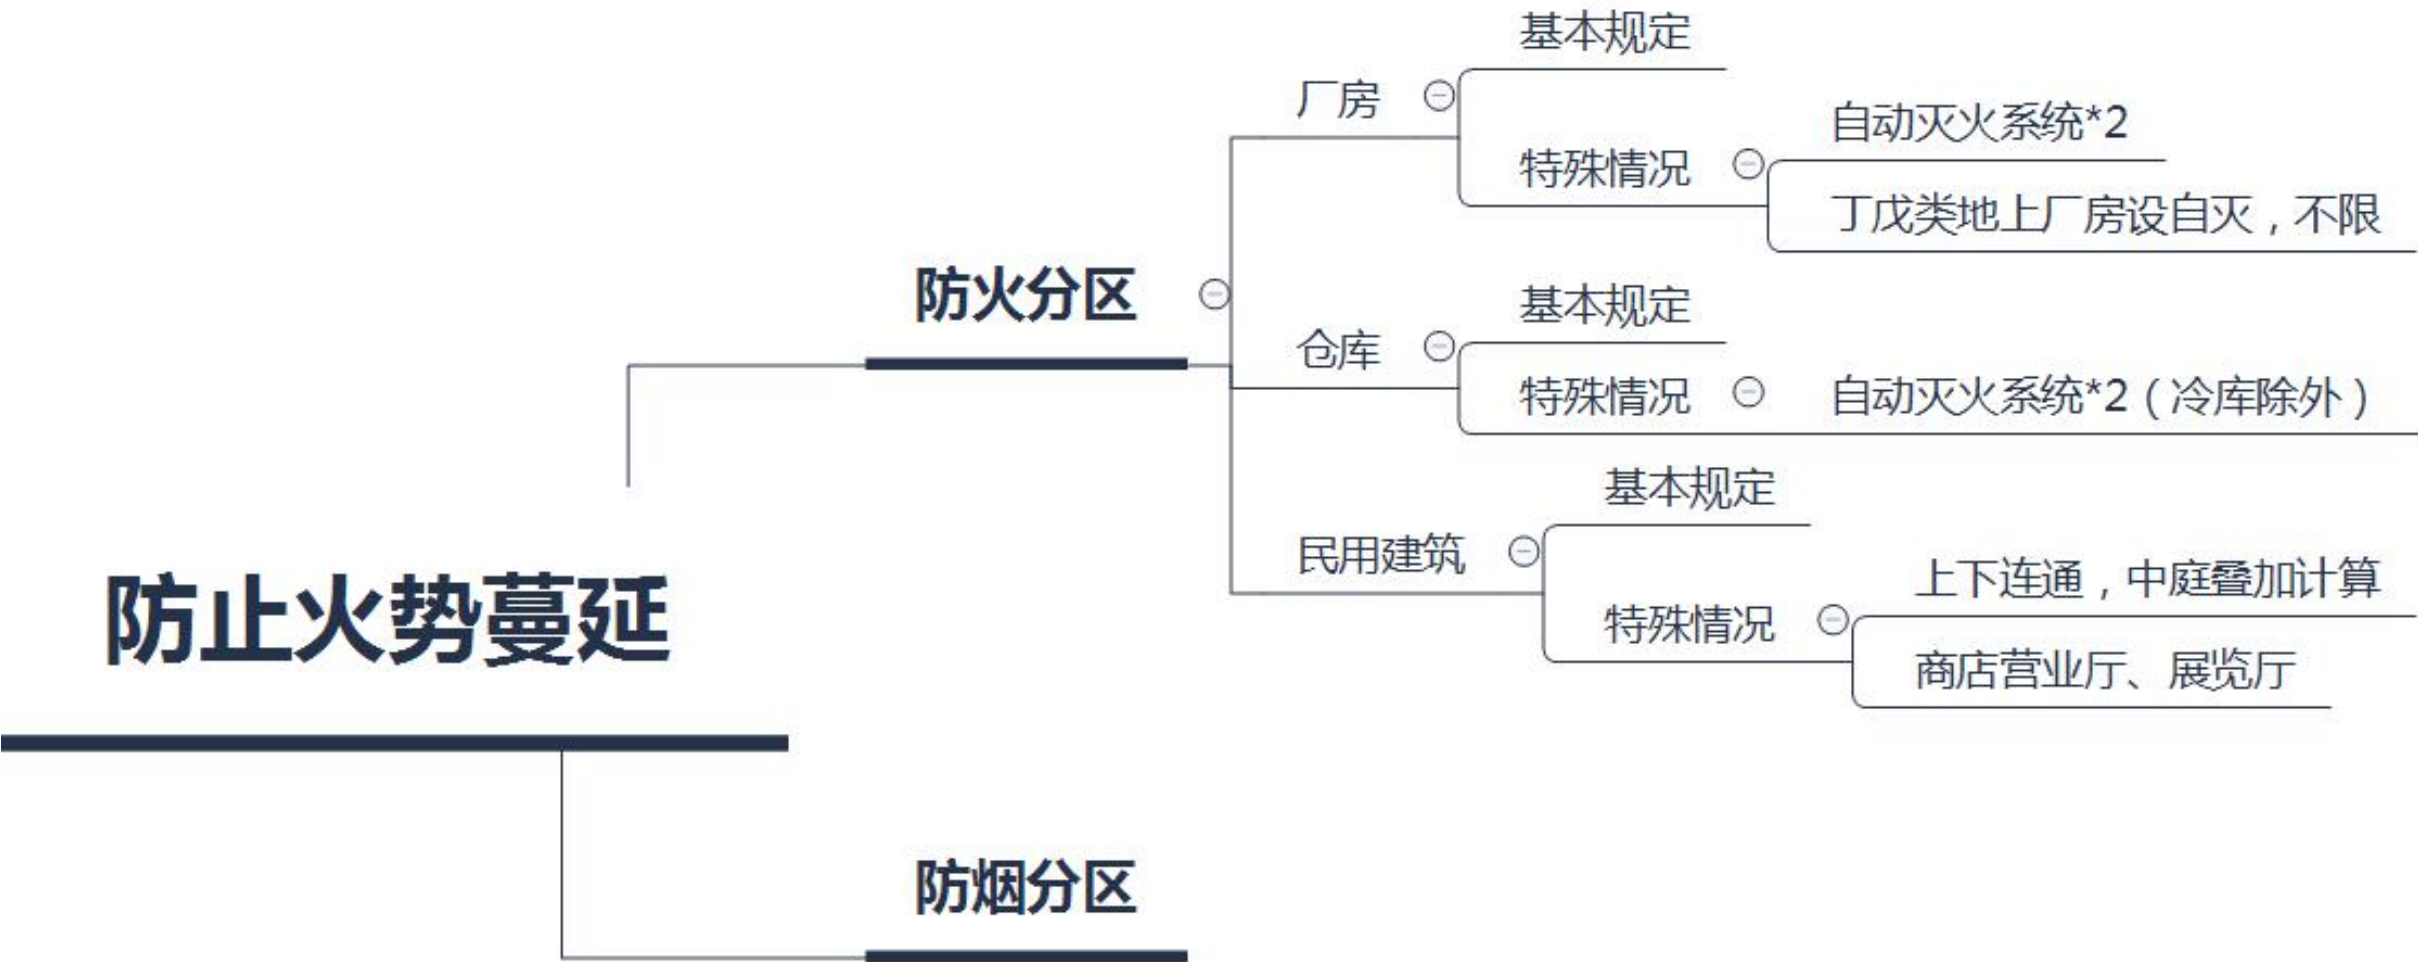 防止火势蔓延
防火分区
厂房
基本规定
特殊情况
自动灭火系统*2
丁戊类地上厂房设自灭，不限
仓库
基本规定
特殊情况
自动灭火系统*2（冷库除外）
民用建筑
基本规定
特殊情况
上下连通，中庭叠加计算
商店营业厅、展览厅
防烟分区